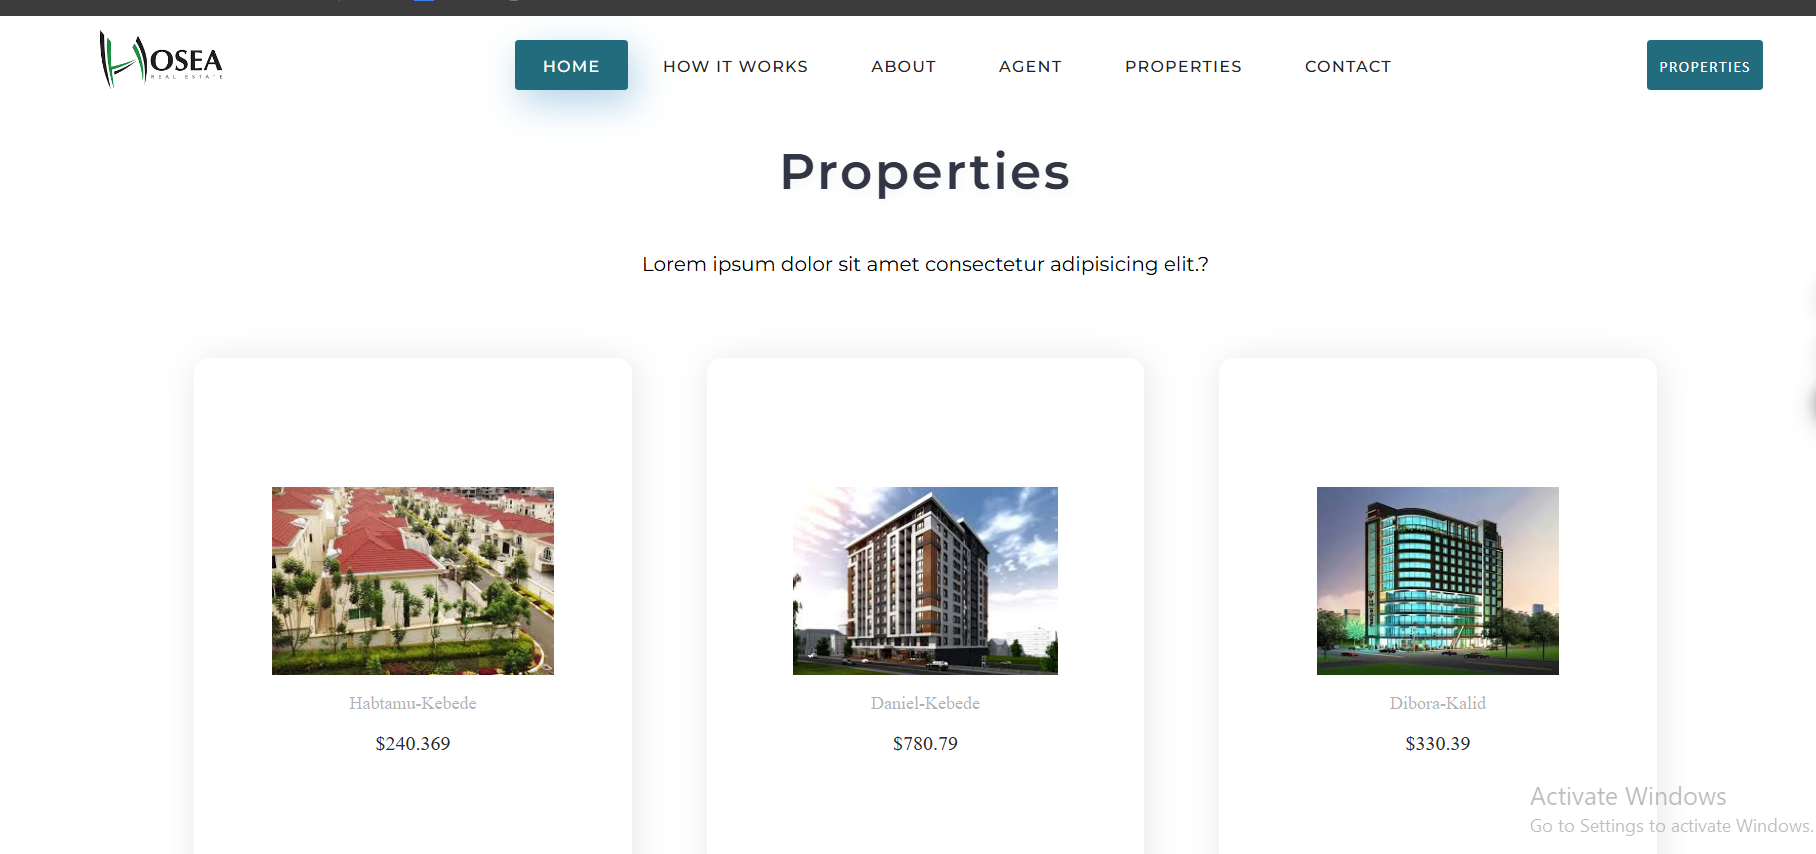 HOSEA
REAL ESTATE
HOME
HOW IT WORKS
ABOUT
AGENT
PROPERTIES
CONTACT
PROPERTIES
Properties
Lorem ipsum dolor sit amet consectetur adipisicing elit.?
Habtamu-Kebede
$240.369
Daniel-Kebede
$780.79
Dibora-Kalid
$330.39
Activate Windows
Go to Settings to activate Windows.